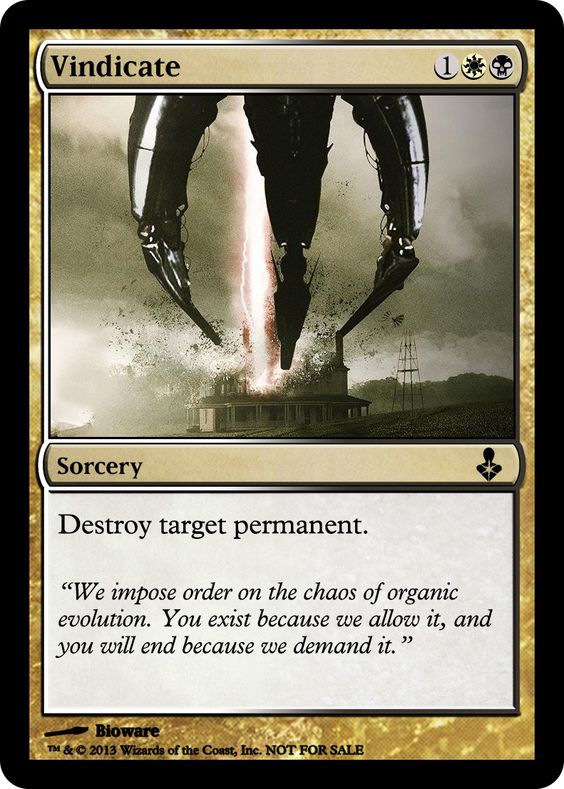 Vindicate 1
Sorcery
Destroy target permanent.
“We impose order on the chaos of organic
evolution. You exist because we allow it, and
you will end because we demand it.”
Bioware
™ & © 2013 Wizards of the Coast, Inc. NOT FOR SALE